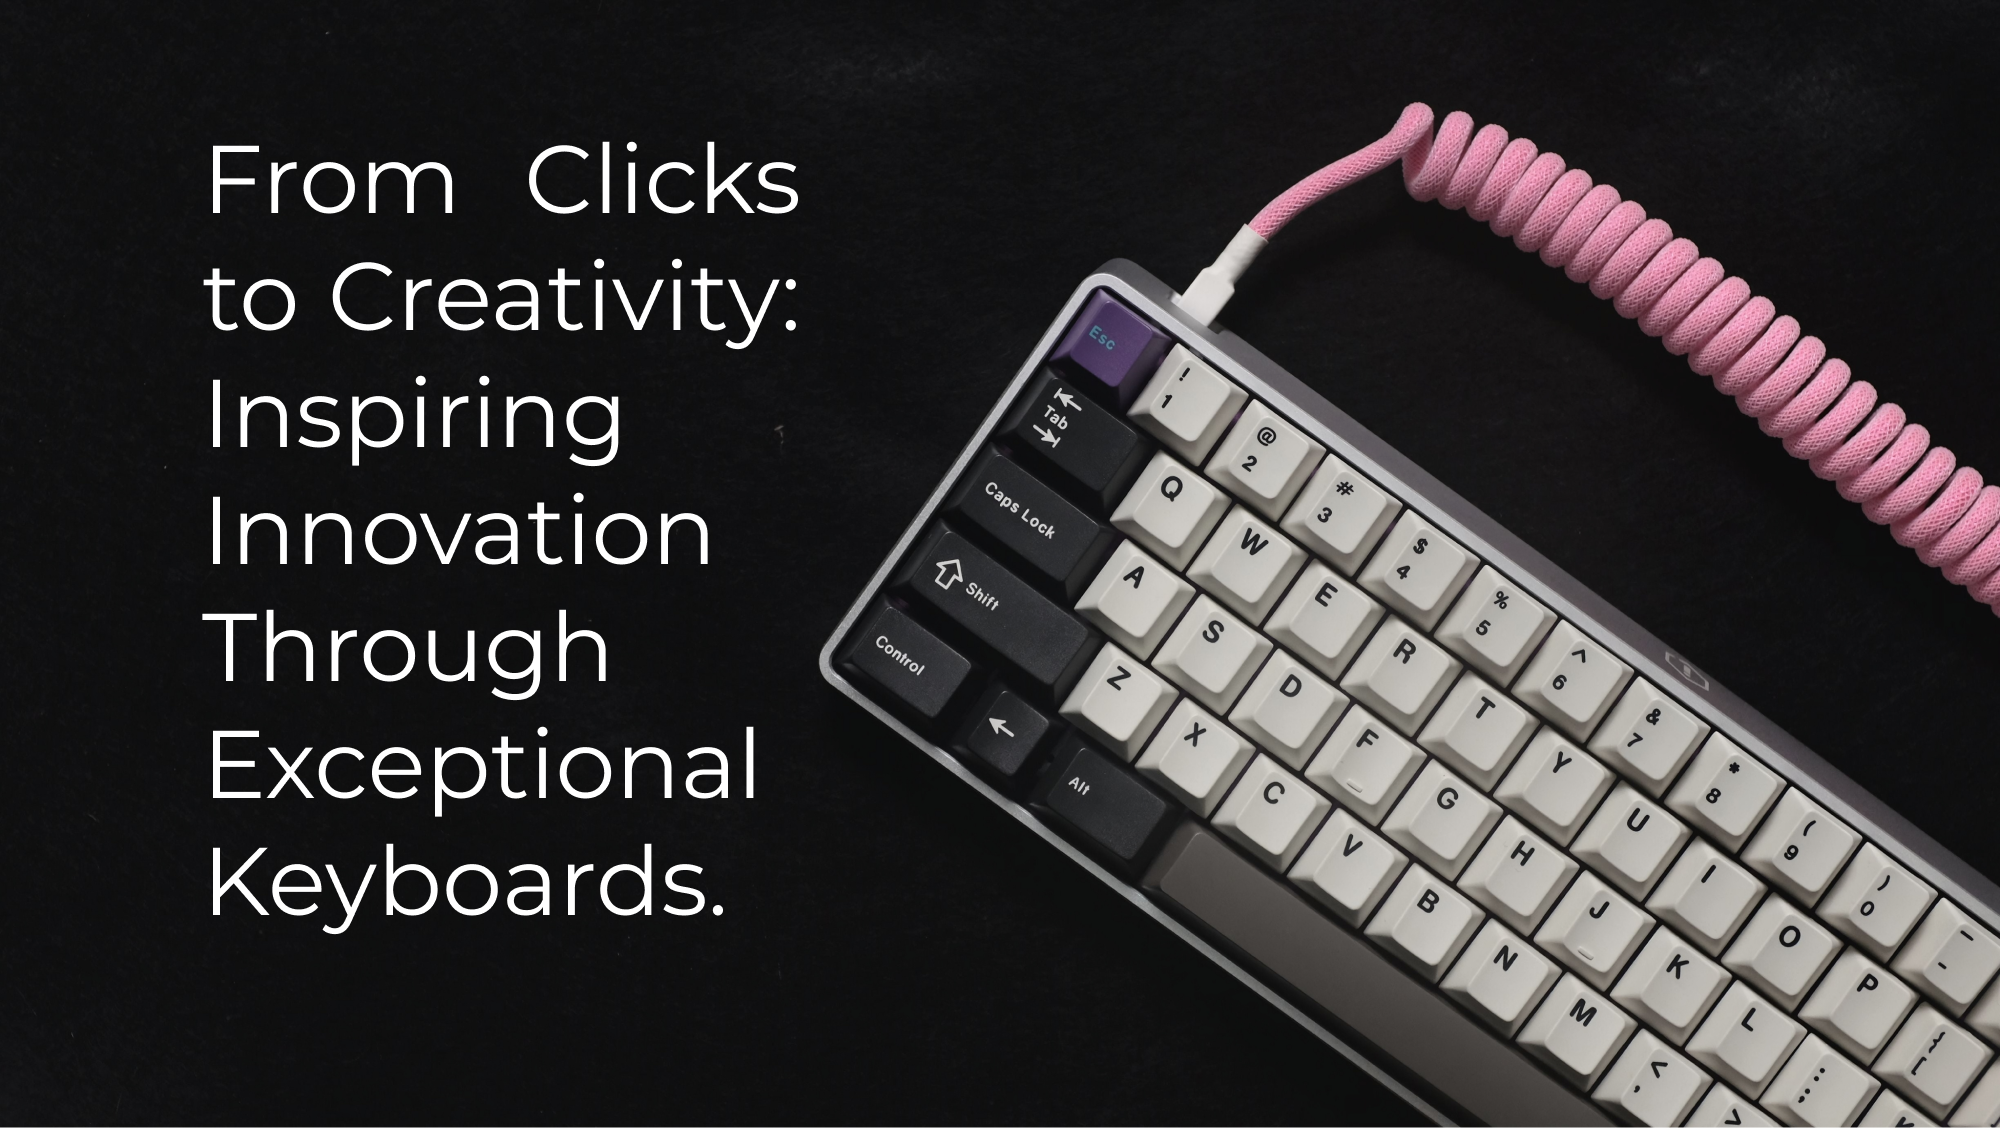 From Clicks
to Creativity:
Inspiring
Innovation
Through
Exceptional
Keyboards.
Esc
! 1
@ 2
# 3
$ 4
% 5
^ 6
& 7
* 8
( 9
) 0
_ -
Tab
Q W E R T Y U I O P { [
Caps Lock
A S D F G H J K L : ;
Shift
Z X C V B N M < , >
Control
Alt